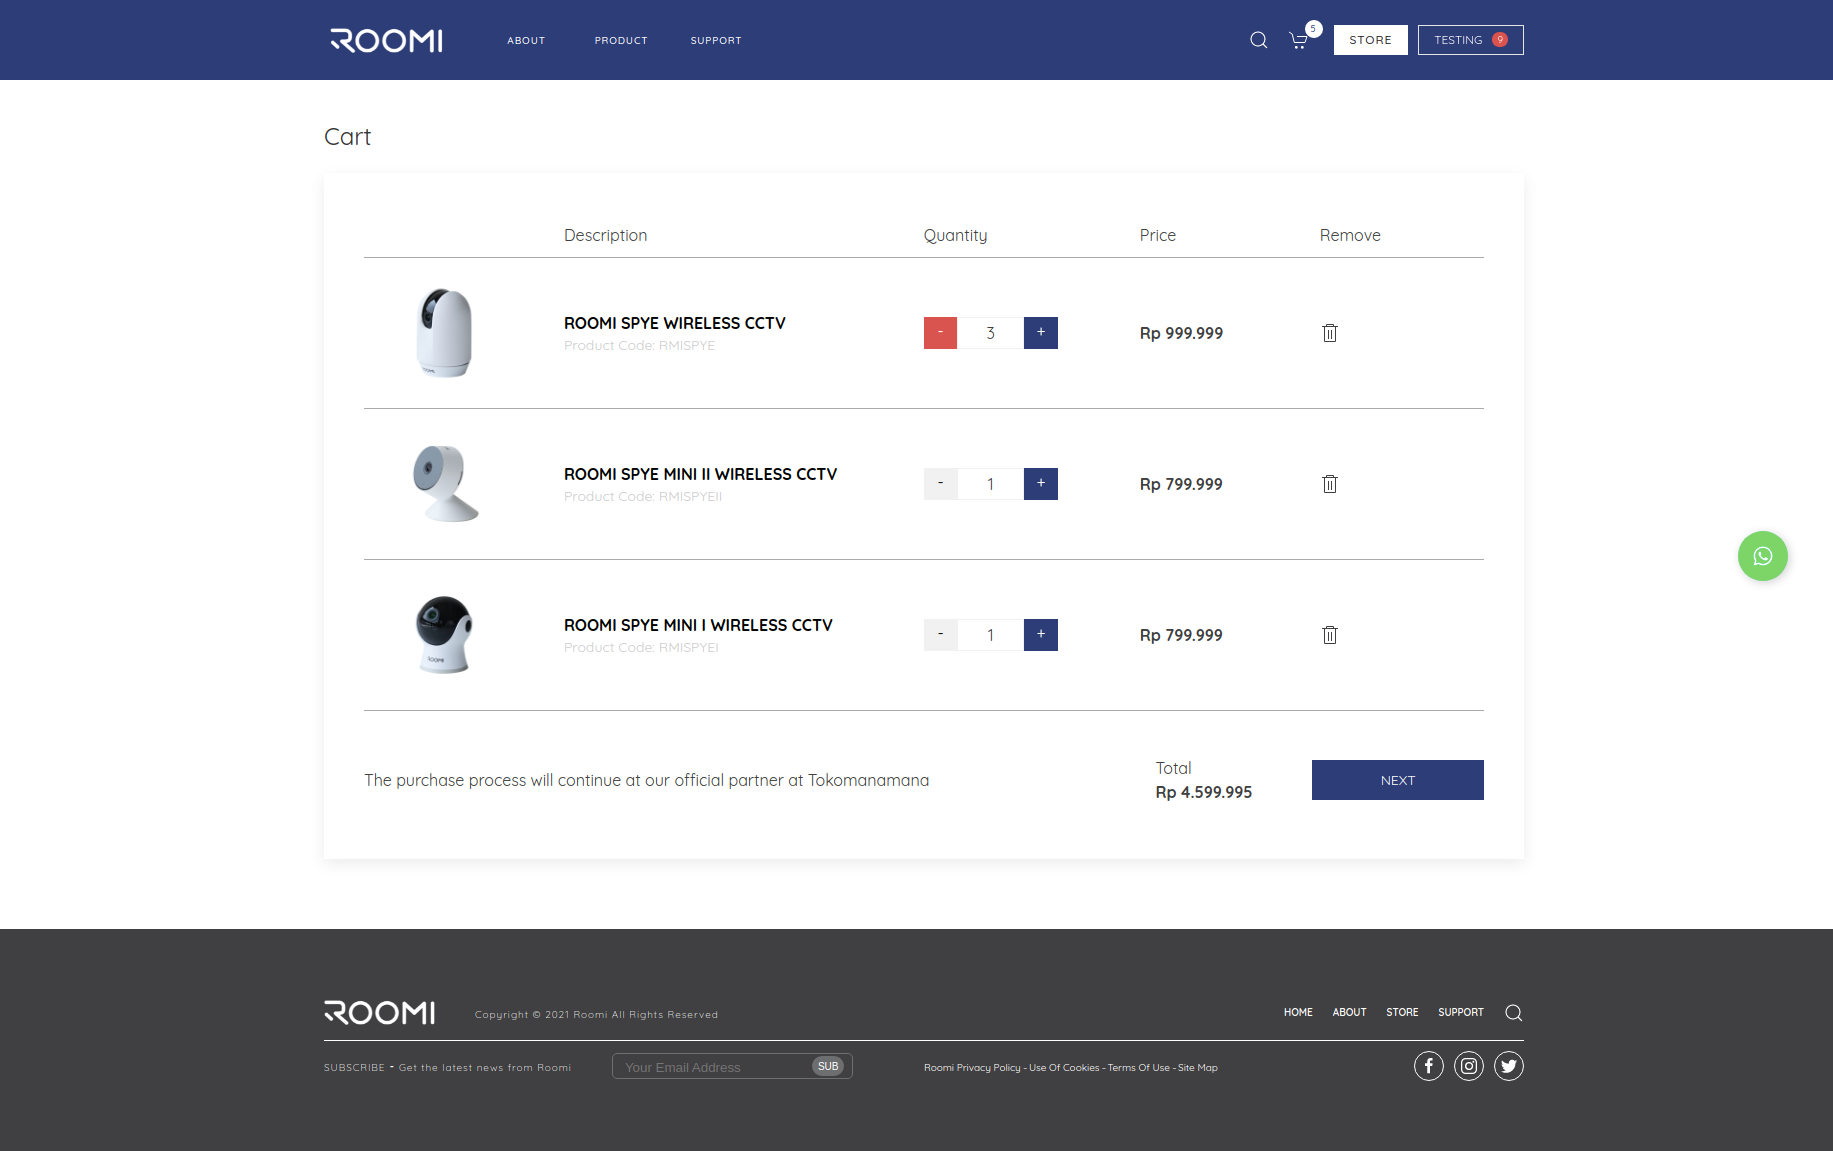 ROOMI
ABOUT
PRODUCT
SUPPORT
5
STORE
TESTING 9
Cart
Description
Quantity
Price
Remove
ROOMI SPYE WIRELESS CCTV
Product Code: RMISPYE
- 3 +
Rp 999.999
ROOMI
ROOMI SPYE MINI II WIRELESS CCTV
Product Code: RMISPYEII
- 1 +
Rp 799.999
ROOMI SPYE MINI I WIRELESS CCTV
Product Code: RMISPYEI
- 1 +
Rp 799.999
ROOMI
The purchase process will continue at our official partner at Tokomanamana
Total
Rp 4.599.995
NEXT
ROOMI
Copyright © 2021 Roomi All Rights Reserved
HOME
ABOUT
STORE
SUPPORT
SUBSCRIBE - Get the latest news from Roomi
Your Email Address
SUB
Roomi Privacy Policy - Use Of Cookies - Terms Of Use - Site Map